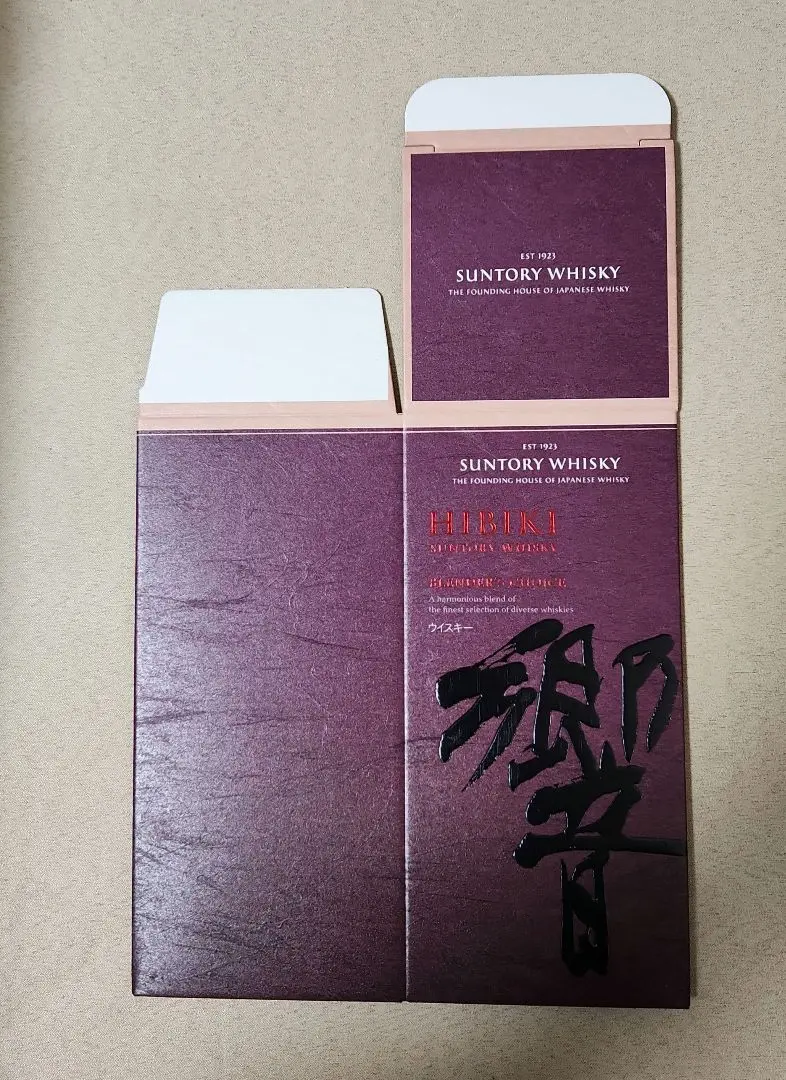 EST 1923
SUNTORY WHISKY
THE FOUNDING HOUSE OF JAPANESE WHISKY
EST 1923
SUNTORY WHISKY
THE FOUNDING HOUSE OF JAPANESE WHISKY
HIBIKI
SUNTORY WHISKY
BLENDER'S CHOICE
A harmonious blend of
the finest selection of diverse whiskies
ウイスキー
響